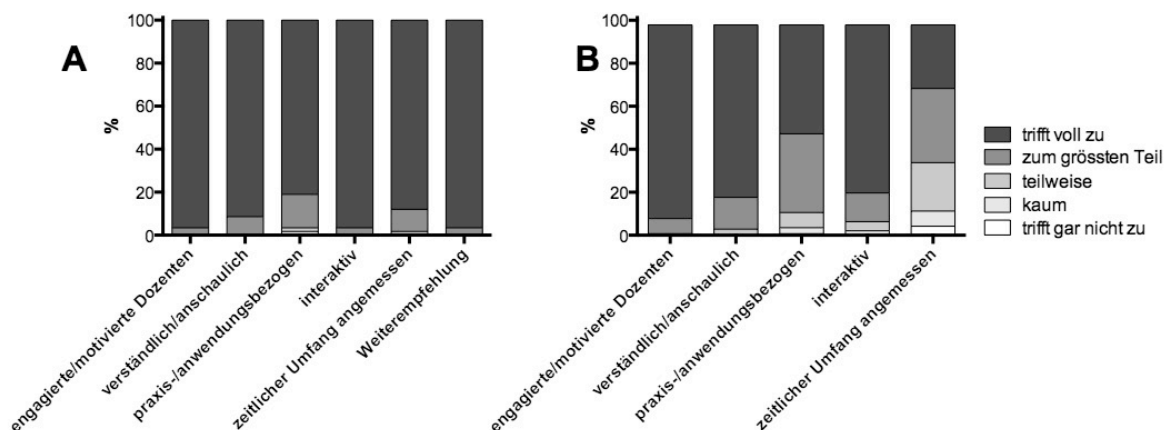 A
%
100
80
60
40
20
0
engagierte/motivierte Dozenten
verständlich/anschaulich
praxis-/anwendungsbezogen
interaktiv
zeitlicher Umfang angemessen
Weiterempfehlung
B
%
100
80
60
40
20
0
engagierte/motivierte Dozenten
verständlich/anschaulich
praxis-/anwendungsbezogen
interaktiv
zeitlicher Umfang angemessen
trifft voll zu
zum grössten Teil
teilweise
kaum
trifft gar nicht zu